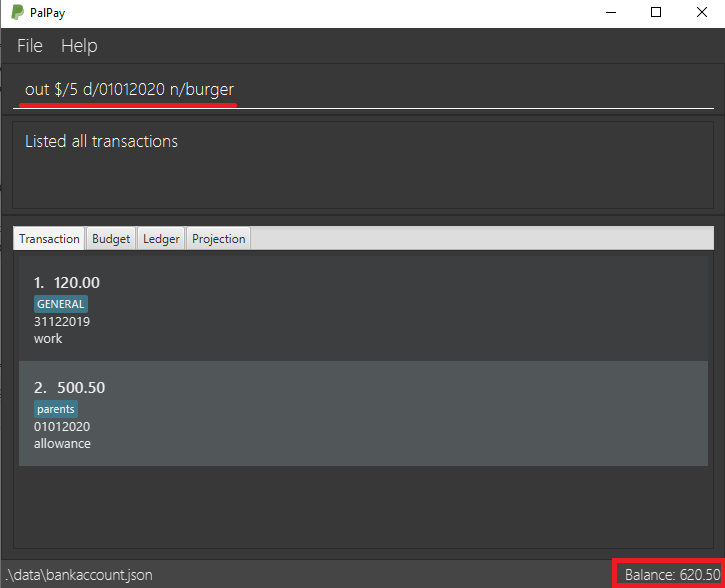 PalPay
File Help
out $/5 d/01012020 n/burger
Listed all transactions
Transaction Budget Ledger Projection
1. 120.00
GENERAL
31122019
work
2. 500.50
parents
01012020
allowance
.\data\bankaccount.json Balance: 620.50